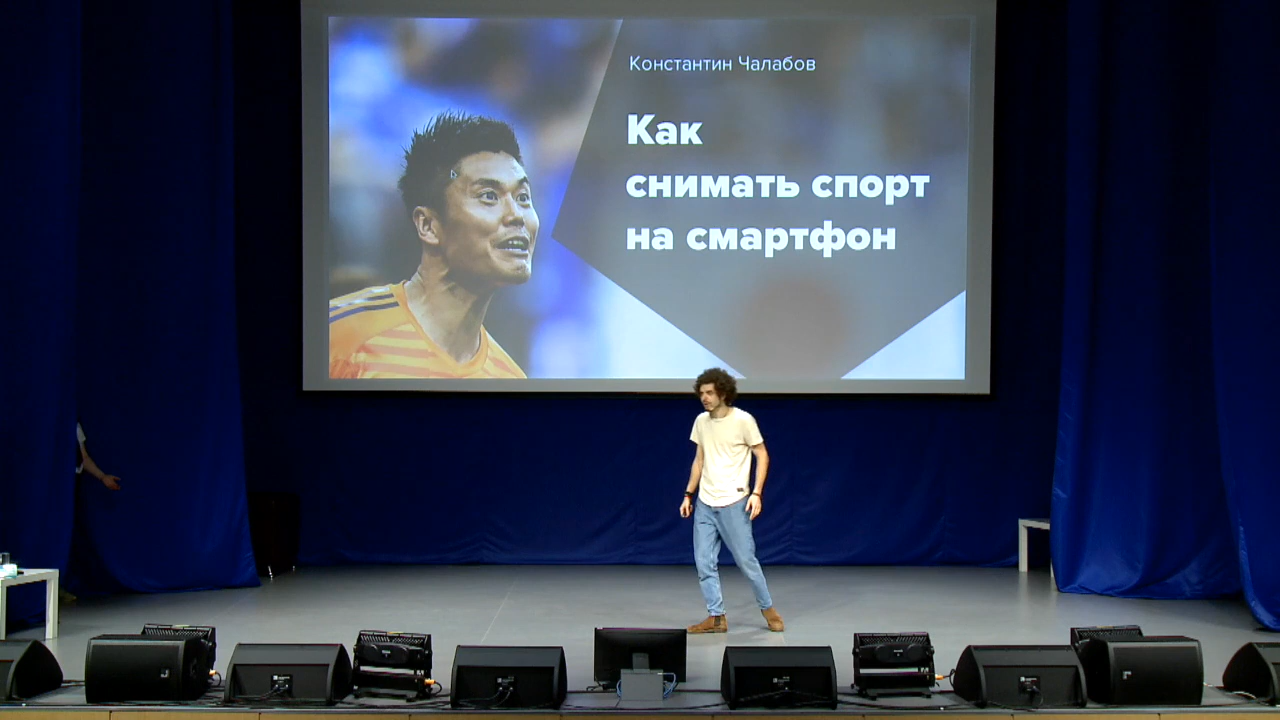 Константин Чалабов
Как
снимать спорт
на смартфон